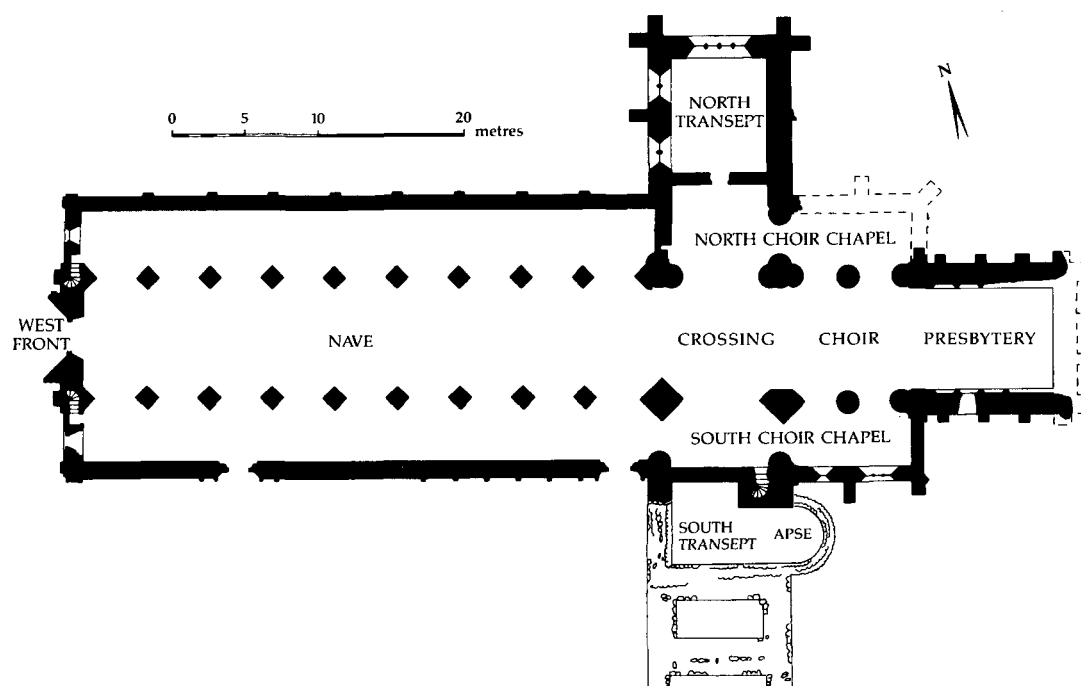 N
NORTH
TRANSEPT
0 5 10 20 metres
NORTH CHOIR CHAPEL
WEST
FRONT
NAVE
CROSSING
CHOIR
PRESBYTERY
SOUTH CHOIR CHAPEL
SOUTH
TRANSEPT
APSE